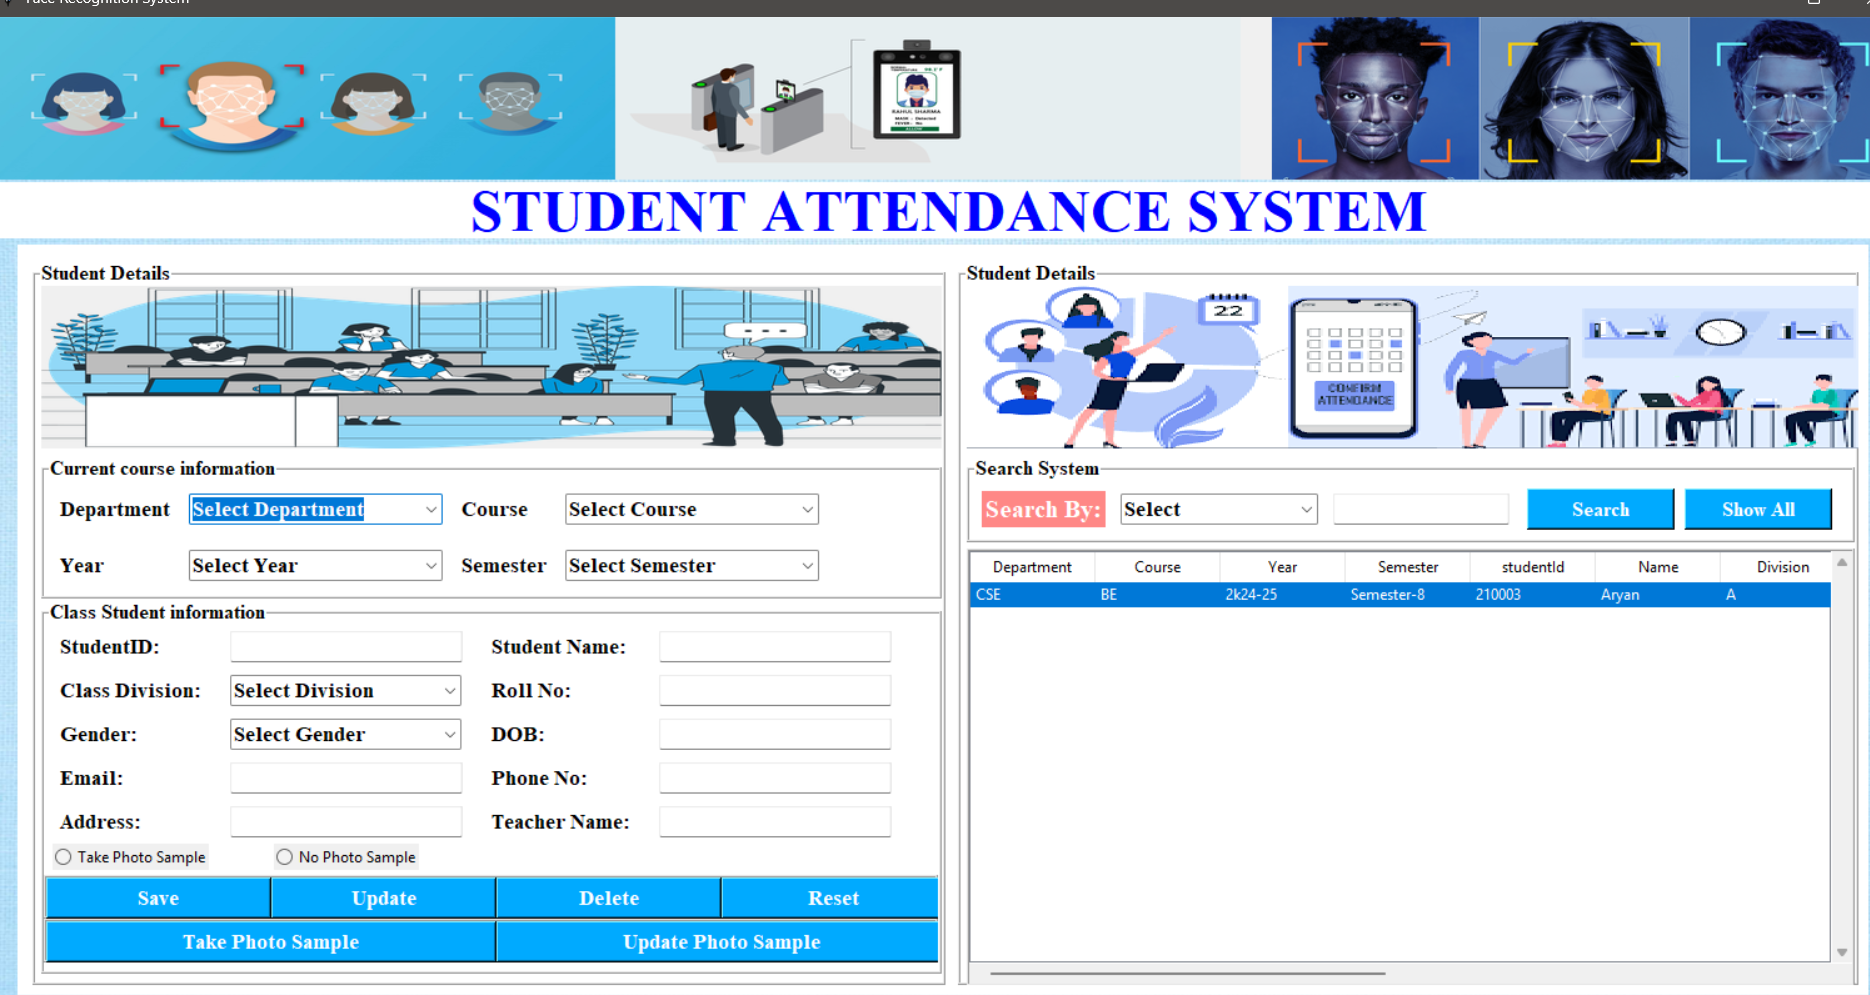 Face Recognition System
RAHUL SHARMA
ALLOW
STUDENT ATTENDANCE SYSTEM
Student Details
Current course information
Department Select Department Course Select Course
Year Select Year Semester Select Semester
Class Student information
StudentID: Student Name:
Class Division: Select Division Roll No:
Gender: Select Gender DOB:
Email: Phone No:
Address: Teacher Name:
Take Photo Sample No Photo Sample
Save Update Delete Reset
Take Photo Sample Update Photo Sample
Student Details
22
CONFIRM
ATTENDANCE
Search System
Search By: Select Search Show All
Department Course Year Semester studentId Name Division
CSE BE 2k24-25 Semester-8 210003 Aryan A